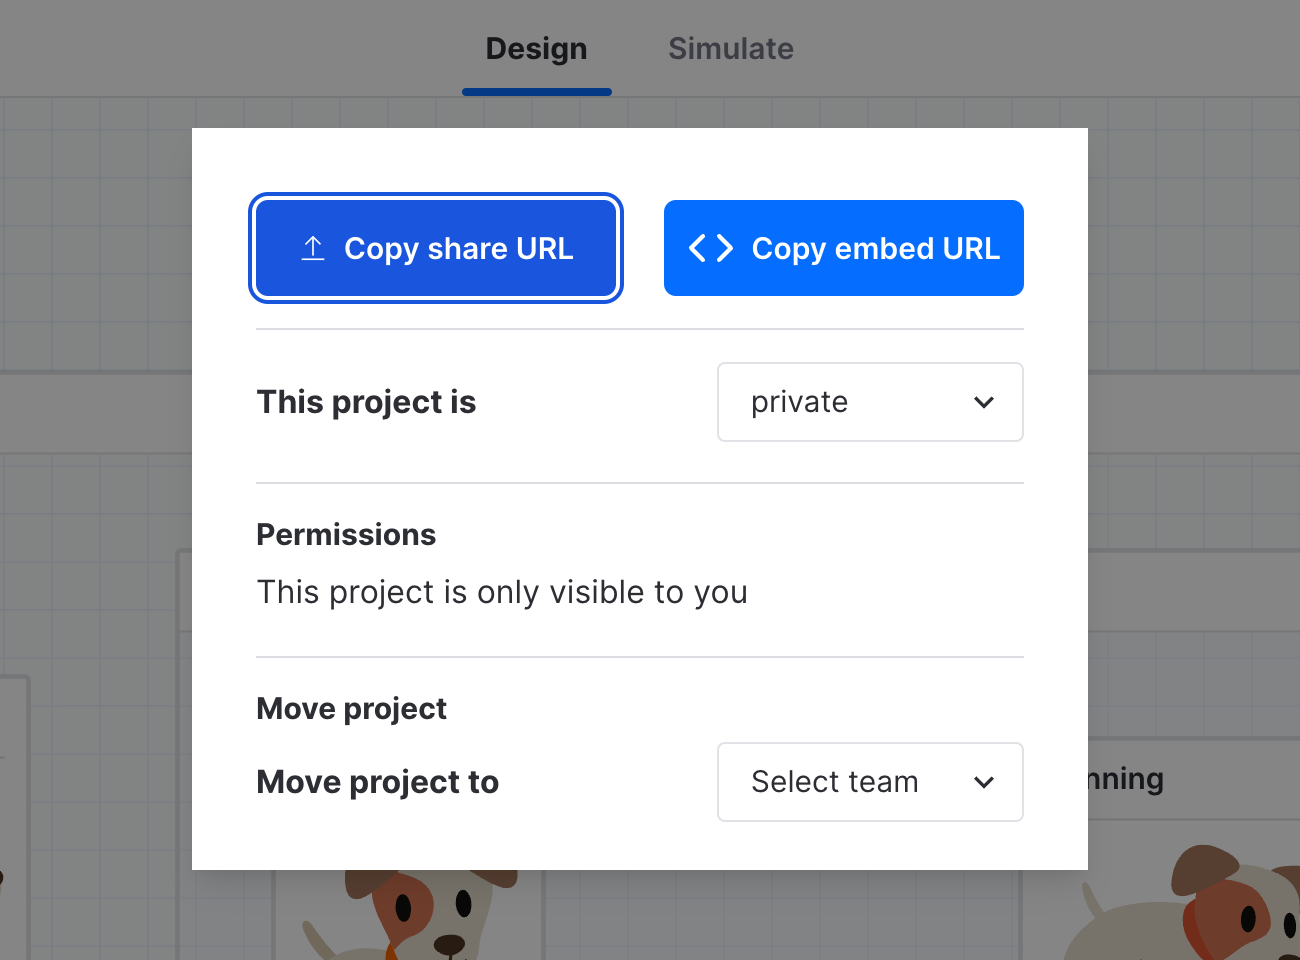 Design
Simulate
Copy share URL
Copy embed URL
This project is
private
Permissions
This project is only visible to you
Move project
Move project to
Select team
nning